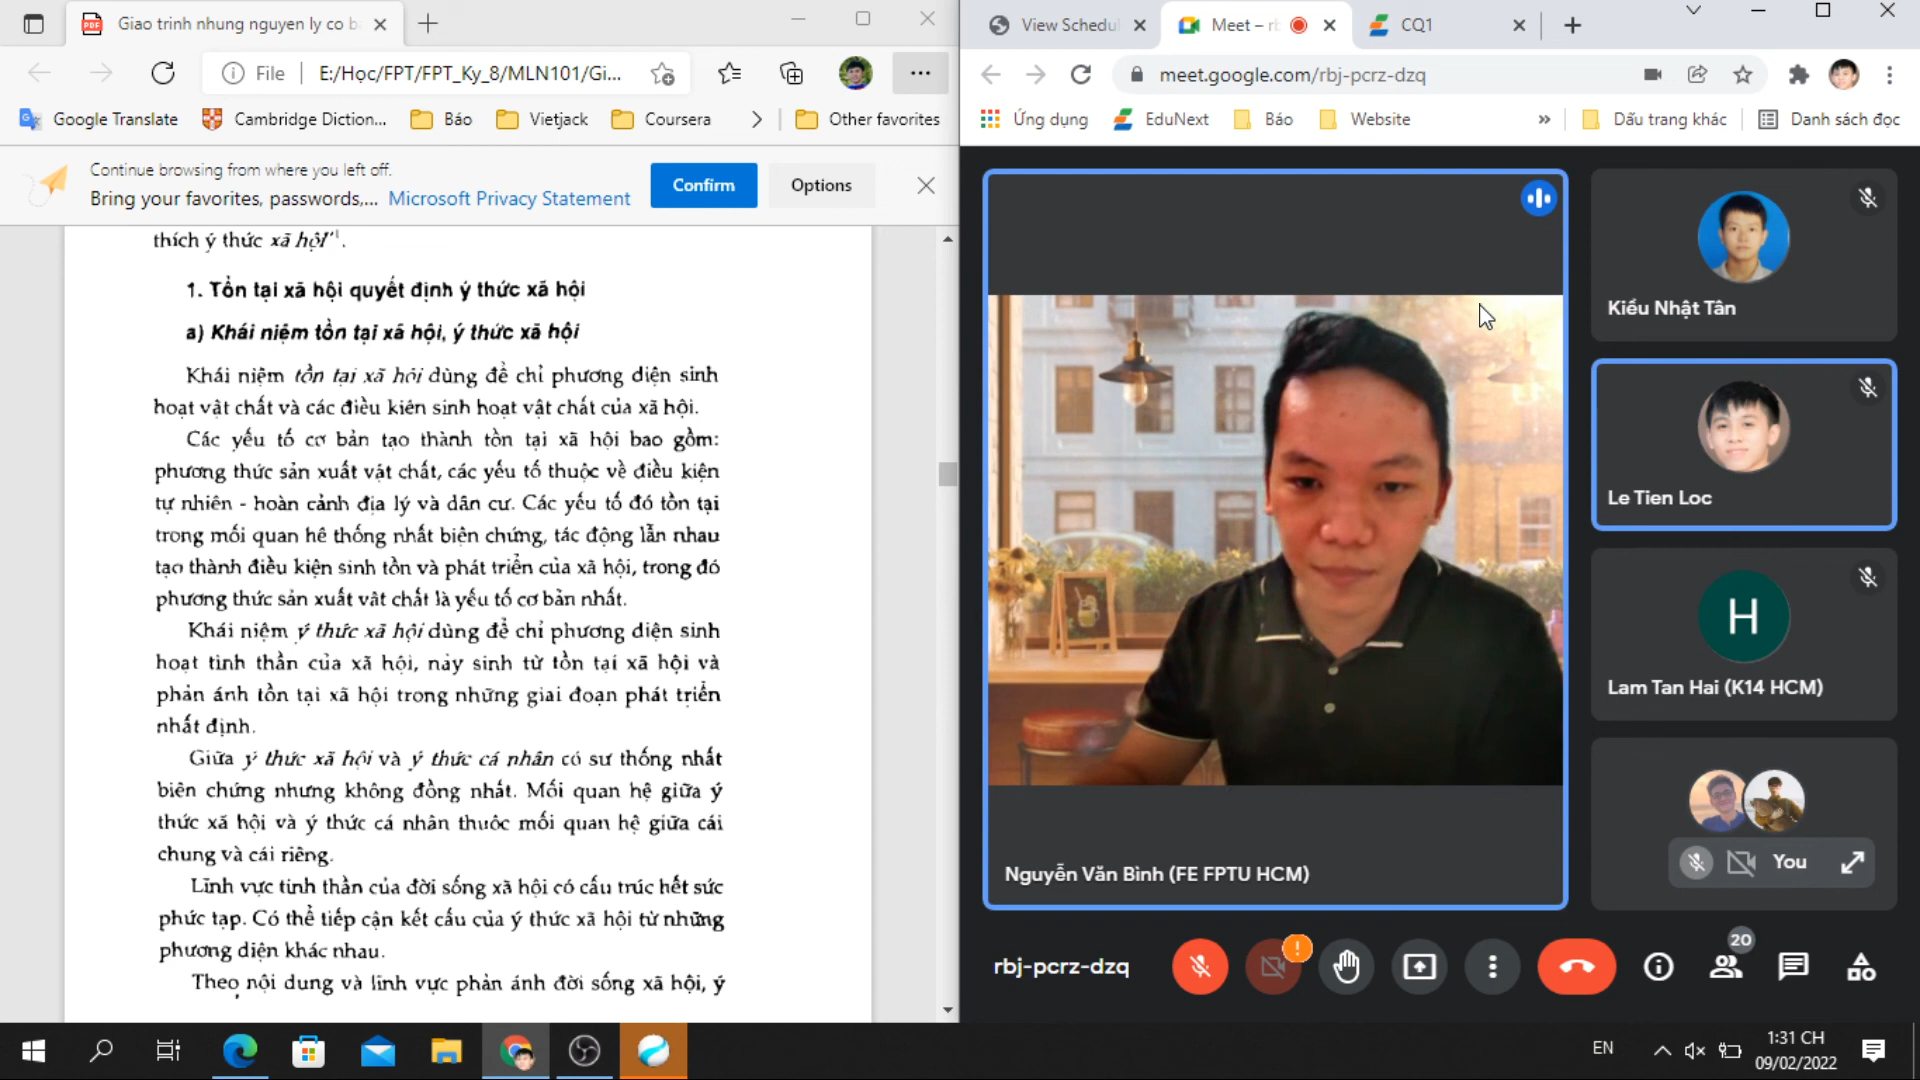 Giao trinh nhung nguyen ly co b
File
E:/Học/FPT/FPT_Ky_8/MLN101/Gi...
Google Translate
Cambridge Diction...
Báo
Vietjack
Coursera
Other favorites
Continue browsing from where you left off.
Bring your favorites, passwords,... Microsoft Privacy Statement
Confirm
Options
thích ý thức xã hội"1.
1. Tồn tại xã hội quyết định ý thức xã hội
a) Khái niệm tồn tại xã hội, ý thức xã hội
Khái niệm tồn tại xã hội dùng để chỉ phương diện sinh
hoạt vật chất và các điều kiện sinh hoạt vật chất của xã hội.
Các yếu tố cơ bản tạo thành tồn tại xã hội bao gồm:
phương thức sản xuất vật chất, các yếu tố thuộc về điều kiện
tự nhiên - hoàn cảnh địa lý và dân cư. Các yếu tố đó tồn tại
trong mối quan hệ thống nhất biện chứng, tác động lẫn nhau
tạo thành điều kiện sinh tồn và phát triển của xã hội, trong đó
phương thức sản xuất vật chất là yếu tố cơ bản nhất.
Khái niệm ý thức xã hội dùng để chỉ phương diện sinh
hoạt tinh thần của xã hội, nảy sinh từ tồn tại xã hội và
phản ánh tồn tại xã hội trong những giai đoạn phát triển
nhất định.
Giữa ý thức xã hội và ý thức cá nhân có sự thống nhất
biện chứng nhưng không đồng nhất. Mối quan hệ giữa ý
thức xã hội và ý thức cá nhân thuộc mối quan hệ giữa cái
chung và cái riêng.
Lĩnh vực tinh thần của đời sống xã hội có cấu trúc hết sức
phức tạp. Có thể tiếp cận kết cấu của ý thức xã hội từ những
phương diện khác nhau.
Theo nội dung và lĩnh vực phản ánh đời sống xã hội, ý
View Schedul
Meet – rb
CQ1
meet.google.com/rbj-pcrz-dzq
Ứng dụng
EduNext
Báo
Website
Dấu trang khác
Danh sách đọc
Kiều Nhật Tân
Le Tien Loc
H
Lam Tan Hai (K14 HCM)
You
Nguyễn Văn Bình (FE FPTU HCM)
rbj-pcrz-dzq
20
EN
1:31 CH
09/02/2022